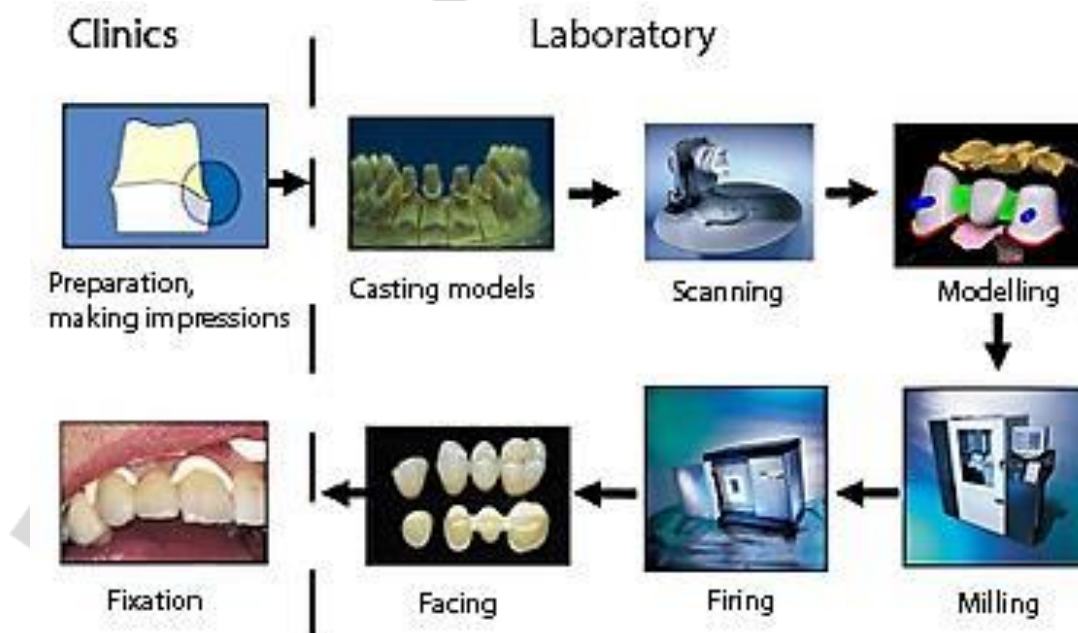 Clinics
Laboratory
Preparation,
making impressions
Casting models
Scanning
Modelling
Fixation
Facing
Firing
Milling